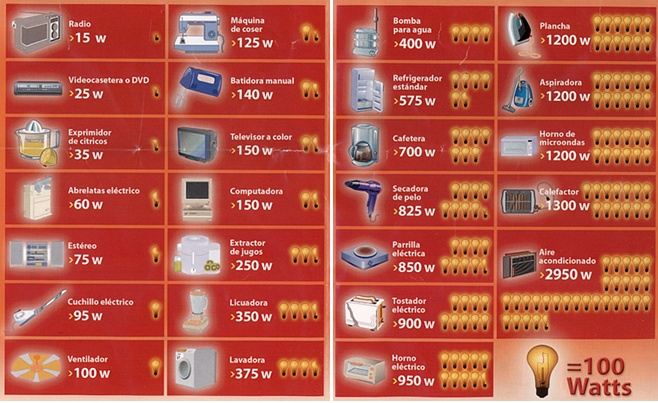 Radio
>15 w
Videocasetera o DVD
>25 w
Exprimidor
de cítricos
>35 w
Abrelatas eléctrico
>60 w
Estéreo
>75 w
Cuchillo eléctrico
>95 w
Ventilador
>100 w
Máquina
de coser
>125 w
Batidora manual
>140 w
Televisor a color
>150 w
Computadora
>150 w
Extractor
de jugos
>250 w
Licuadora
>350 w
Lavadora
>375 w
Bomba
para agua
>400 w
Refrigerador
estándar
>575 w
Cafetera
>700 w
Secadora
de pelo
>825 w
Parrilla
eléctrica
>850 w
Tostador
eléctrico
>900 w
Horno
eléctrico
>950 w
Plancha
>1200 w
Aspiradora
>1200 w
Horno de
microondas
>1200 w
Calefactor
>1300 w
Aire
acondicionado
>2950 w
=100
Watts